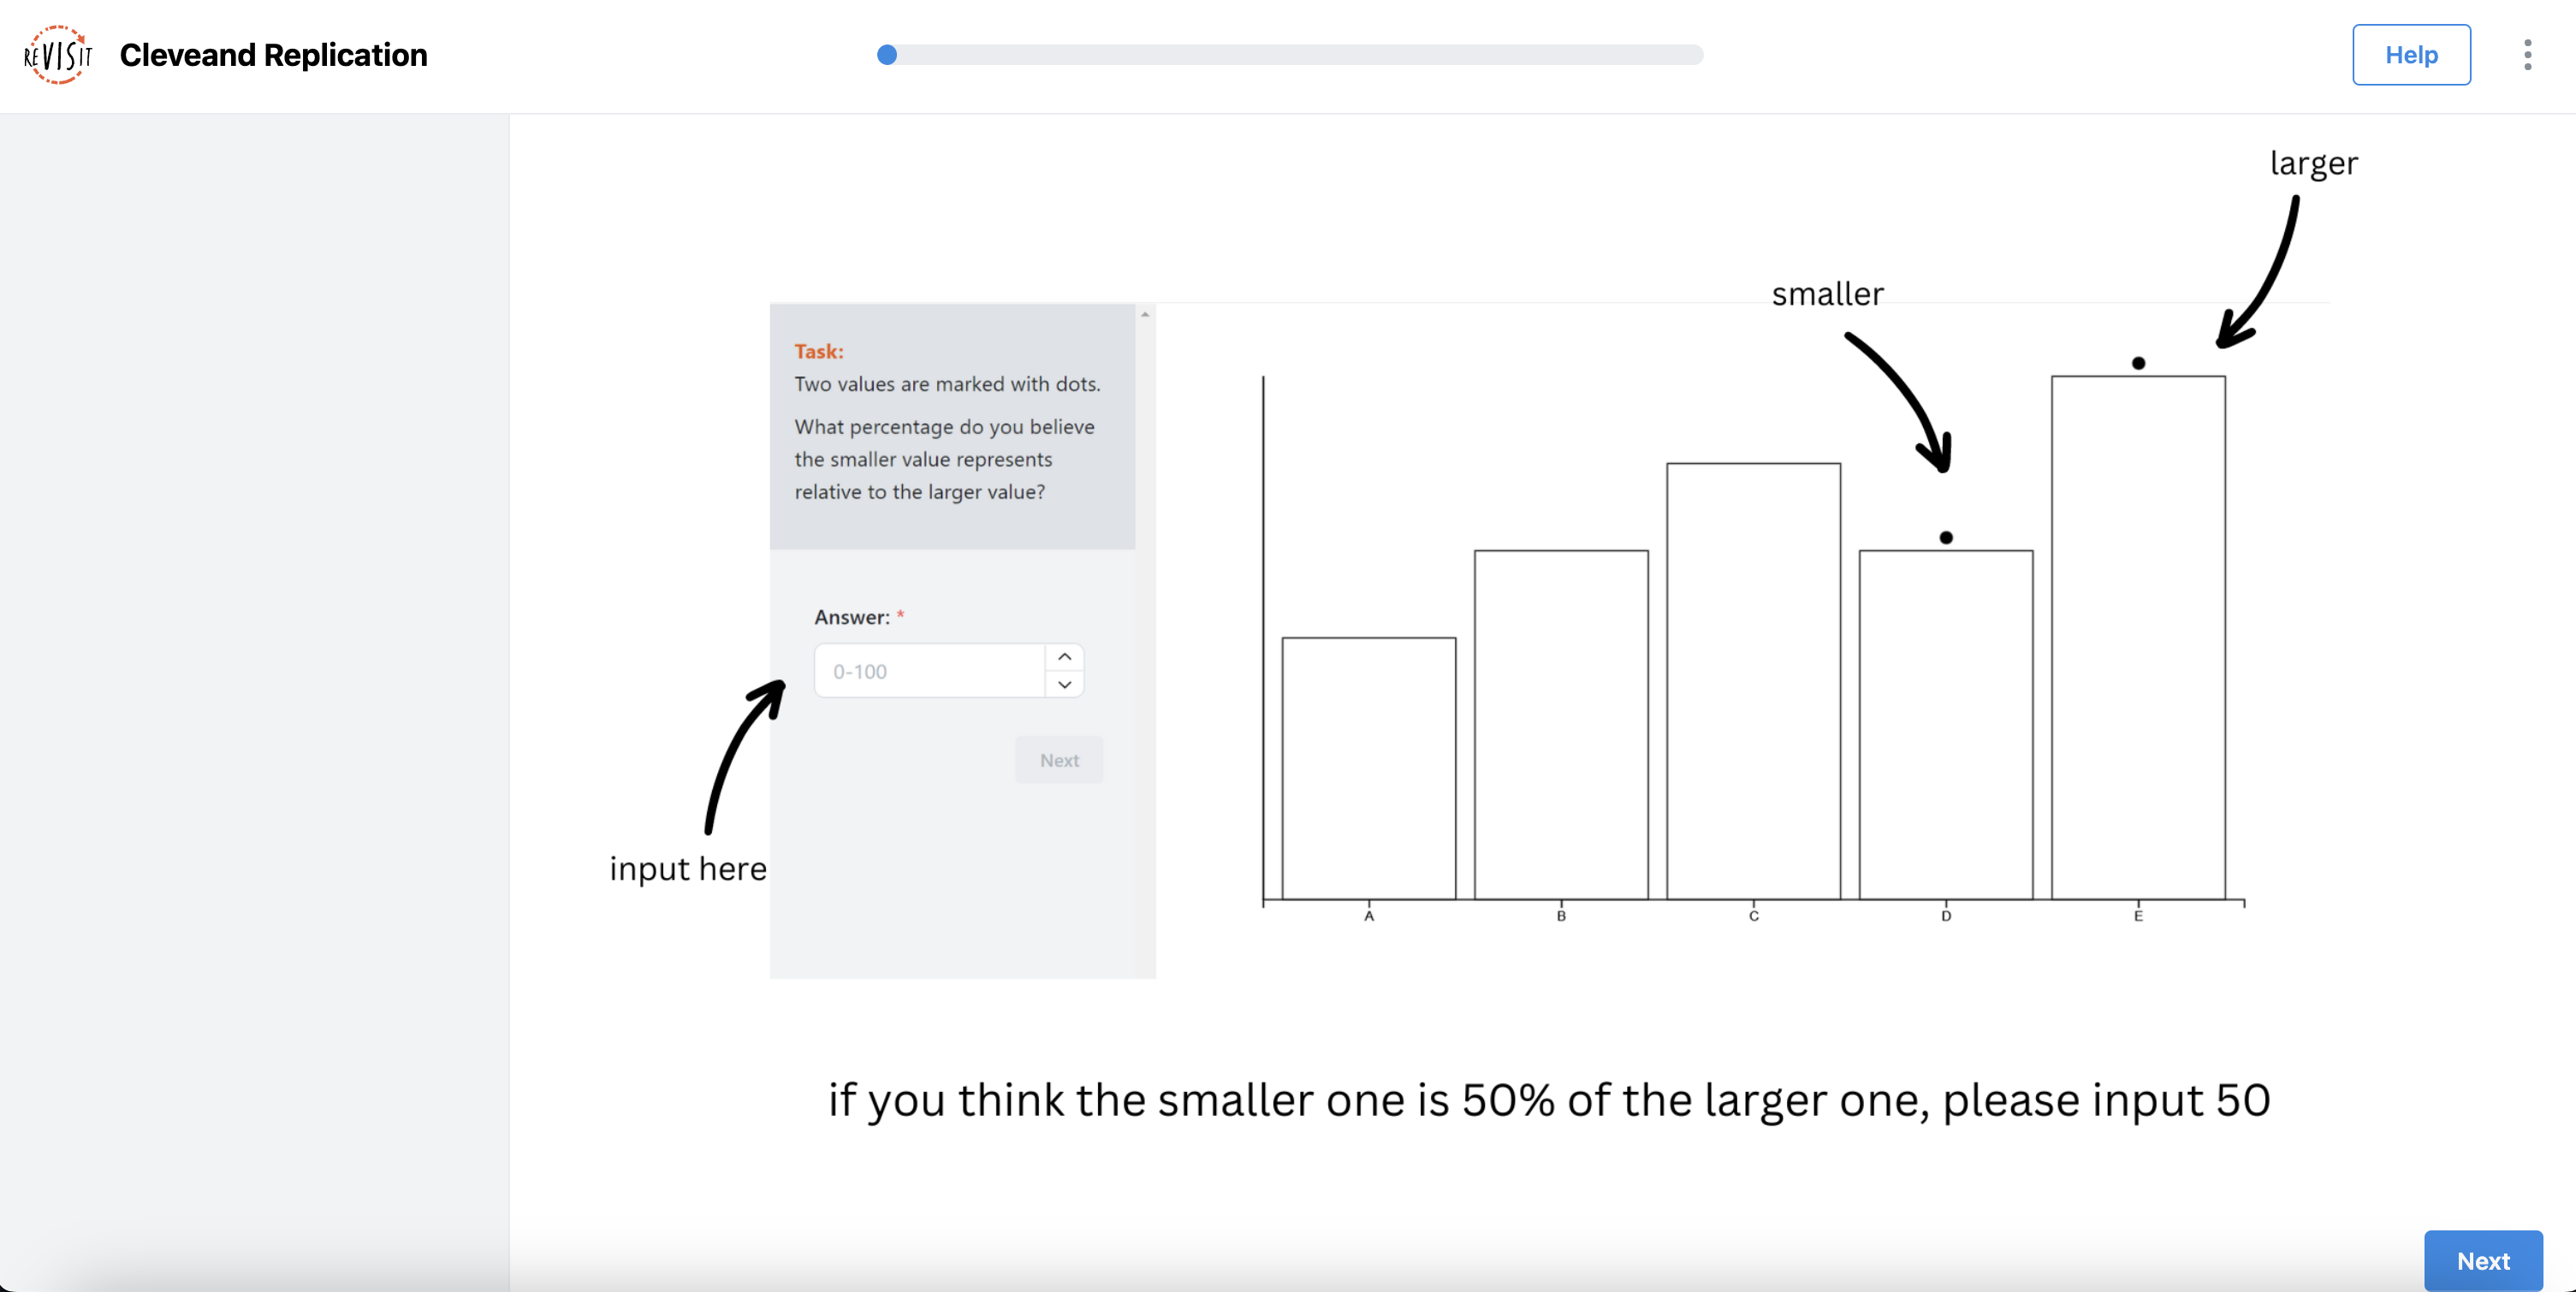 REVISIT
Cleveand Replication
Help
larger
smaller
Task:
Two values are marked with dots.
What percentage do you believe
the smaller value represents
relative to the larger value?
Answer: *
0-100
Next
input here
A B C D E
if you think the smaller one is 50% of the larger one, please input 50
Next